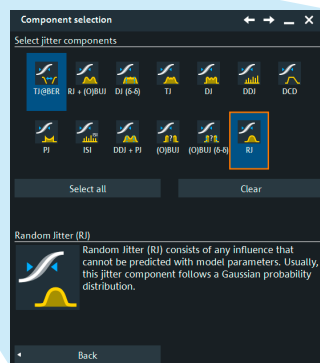 Component selection
Select jitter components
TJ@BER RJ + (O)BUJ DJ (δ-δ) TJ DJ DDJ DCD
PJ ISI DDJ + PJ (O)BUJ (O)BUJ (δ-δ) RJ
Select all Clear
Random Jitter (RJ)
Random Jitter (RJ) consists of any influence that
cannot be predicted with model parameters. Usually,
this jitter component follows a Gaussian probability
distribution.
Back